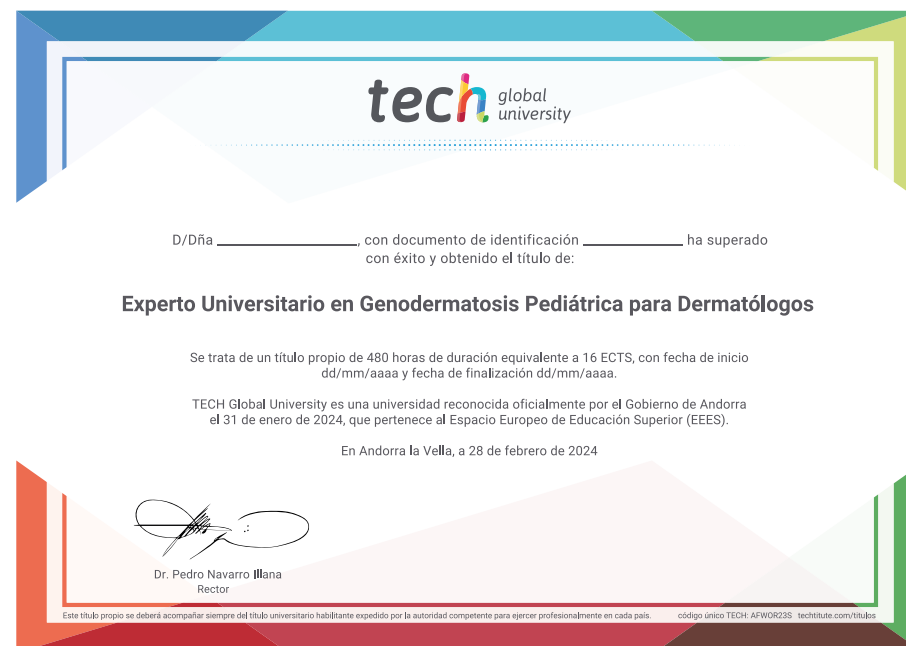 tech global university
D/Dña ____________________, con documento de identificación ______________ ha superado
con éxito y obtenido el título de:
Experto Universitario en Genodermatosis Pediátrica para Dermatólogos
Se trata de un título propio de 480 horas de duración equivalente a 16 ECTS, con fecha de inicio
dd/mm/aaaa y fecha de finalización dd/mm/aaaa.
TECH Global University es una universidad reconocida oficialmente por el Gobierno de Andorra
el 31 de enero de 2024, que pertenece al Espacio Europeo de Educación Superior (EEES).
En Andorra la Vella, a 28 de febrero de 2024
Dr. Pedro Navarro Illana
Rector
Este título propio se deberá acompañar siempre del título universitario habilitante expedido por la autoridad competente para ejercer profesionalmente en cada país. código único TECH: AFWOR23S techtitute.com/titulos